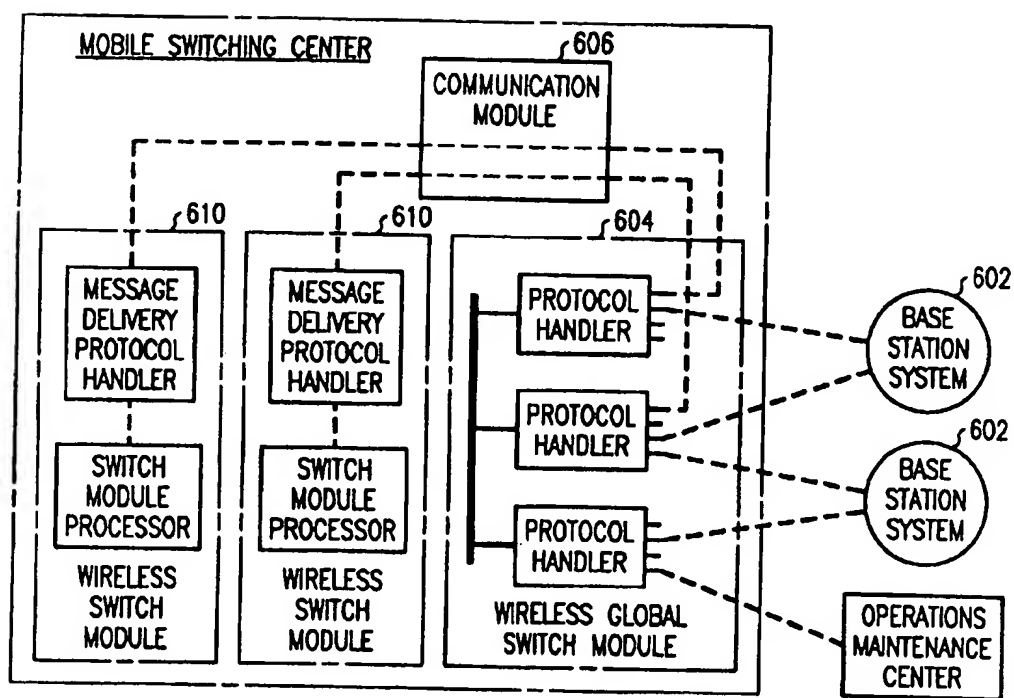 MOBILE SWITCHING CENTER
606
COMMUNICATION
MODULE
610
MESSAGE
DELIVERY
PROTOCOL
HANDLER
SWITCH
MODULE
PROCESSOR
WIRELESS
SWITCH
MODULE
610
MESSAGE
DELIVERY
PROTOCOL
HANDLER
SWITCH
MODULE
PROCESSOR
WIRELESS
SWITCH
MODULE
604
PROTOCOL
HANDLER
PROTOCOL
HANDLER
PROTOCOL
HANDLER
WIRELESS GLOBAL
SWITCH MODULE
602
BASE
STATION
SYSTEM
602
BASE
STATION
SYSTEM
OPERATIONS
MAINTENANCE
CENTER